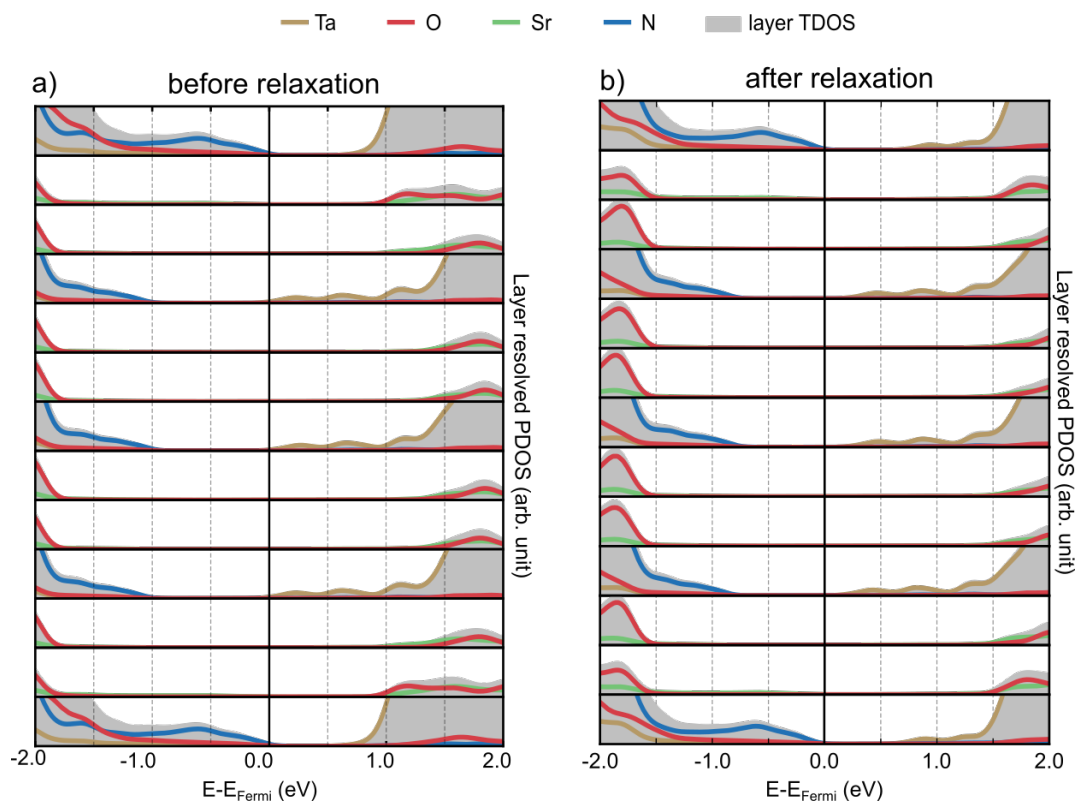 Ta O Sr N layer TDOS
a) before relaxation
b) after relaxation
Layer resolved PDOS (arb. unit)
Layer resolved PDOS (arb. unit)
-2.0 -1.0 0.0 1.0 2.0
-2.0 -1.0 0.0 1.0 2.0
E-EFermi (eV)
E-EFermi (eV)